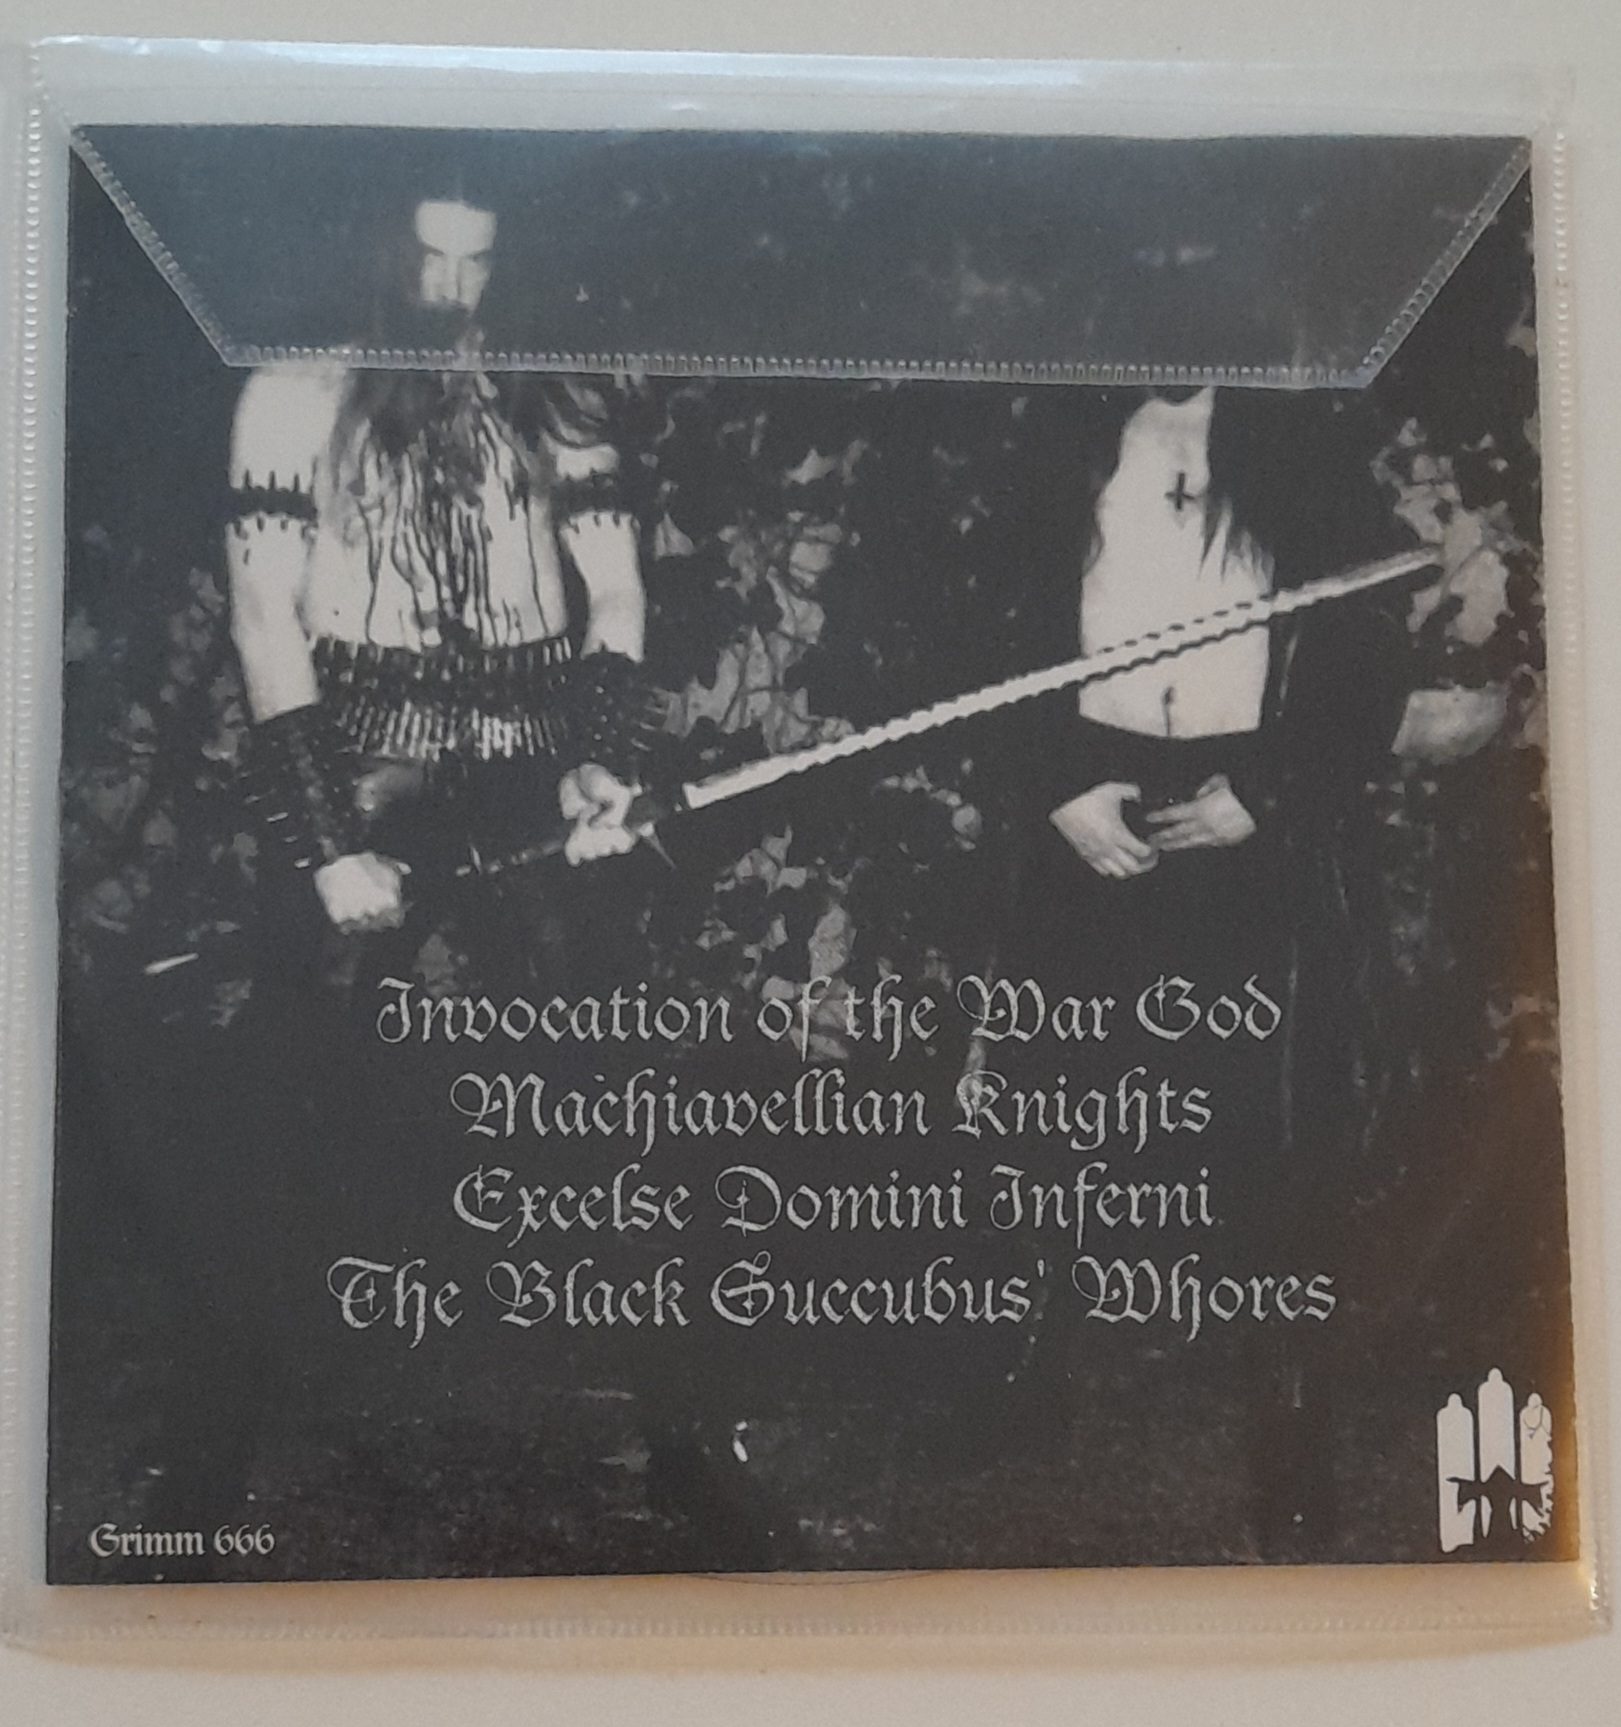 Invocation of the War God
Machiavellian Knights
Excelse Domini Inferni
The Black Succubus' Whores
Grimm 666